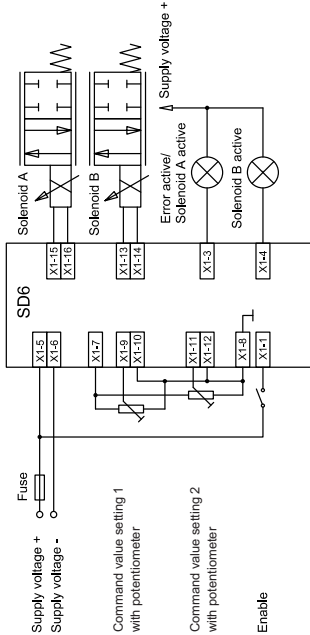 Supply voltage +
Supply voltage -
Fuse
Command value setting 1
with potentiometer
Command value setting 2
with potentiometer
Enable
SD6
X1-5
X1-6
X1-7
X1-9
X1-10
X1-11
X1-12
X1-8
X1-1
X1-15
X1-16
X1-13
X1-14
X1-3
X1-4
Solenoid A
Solenoid B
Error active/
Solenoid A active
Solenoid B active
Supply voltage +